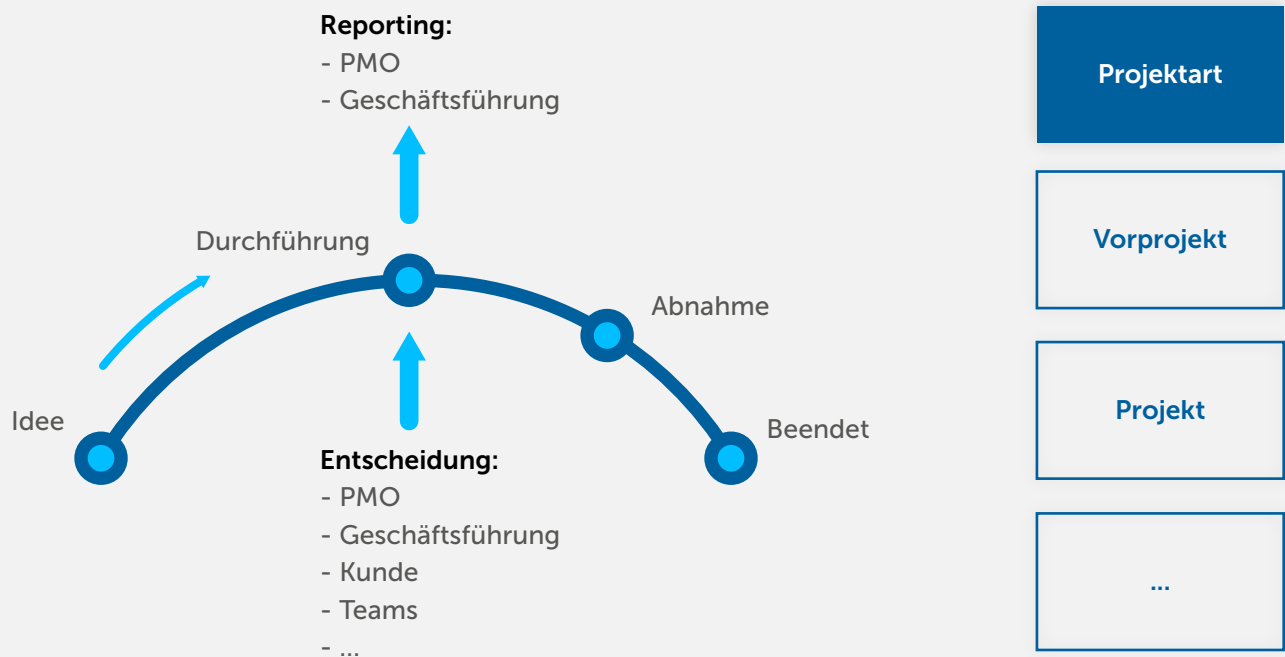 Reporting:
- PMO
- Geschäftsführung
Durchführung
Abnahme
Idee
Beendet
Entscheidung:
- PMO
- Geschäftsführung
- Kunde
- Teams
- ...
Projektart
Vorprojekt
Projekt
...